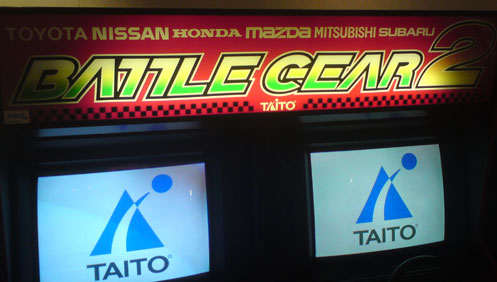 TOYOTA NISSAN HONDA mazda MITSUBISHI SUBARU
BATTLE GEAR 2
TAITO
TAITO
TAITO